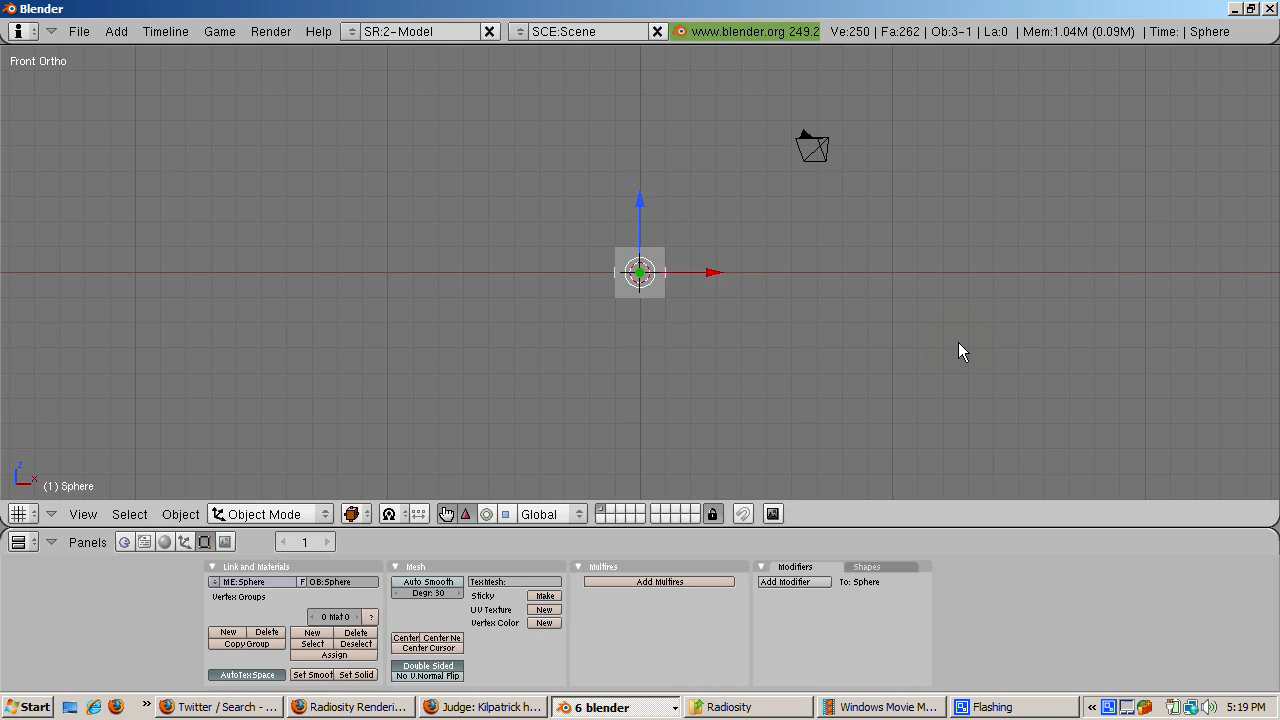 Blender
File Add Timeline Game Render Help SR:2-Model SCE:Scene www.blender.org 249.2 Ve:250 | Fa:262 | Ob:3-1 | La:0 | Mem:1.04M (0.09M) | Time: | Sphere
Front Ortho
z
x
(1) Sphere
View Select Object Object Mode Global
Panels 1
Link and Materials Mesh Multires Modifiers Shapes
ME:Sphere F OB:Sphere Auto Smooth TexMesh: Add Multires Add Modifier To: Sphere
Degr: 30
Vertex Groups Sticky Make
UV Texture New
0 Mat 0 ? Vertex Color New
New Delete New Delete
Center Center Ne
Copy Group Select Deselect Center Cursor
Assign
Double Sided
AutoTexSpace Set Smoot Set Solid No V.Normal Flip
Start Twitter / Search - ... Radiosity Renderi... Judge: Kilpatrick h... 6 blender Radiosity Windows Movie M... Flashing 5:19 PM